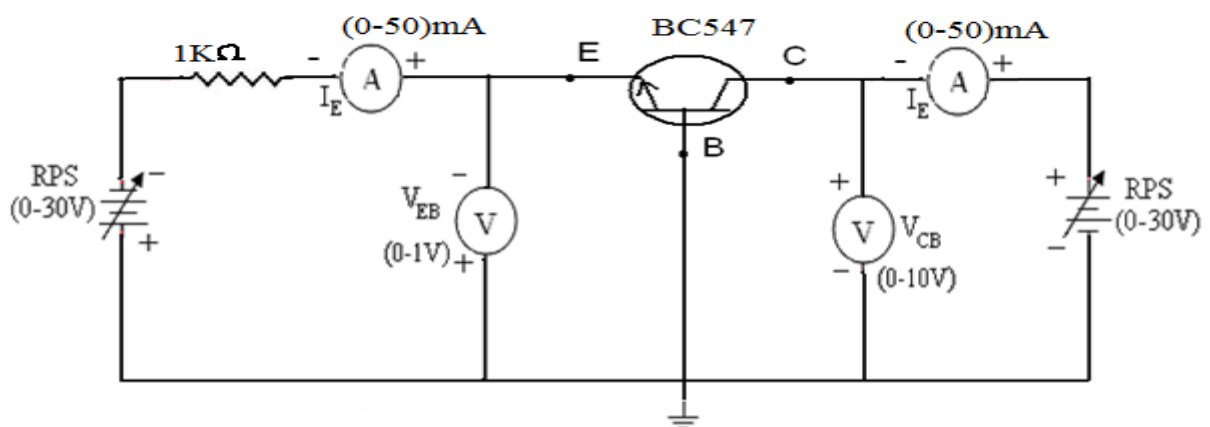 (0-50)mA
BC547
(0-50)mA
1KΩ
- A +
E
C
- A +
I_E
I_E
B
RPS
(0-30V)
-
+
-
V_EB
V
(0-1V)
+
+
V
V_CB
-
(0-10V)
+
RPS
(0-30V)
-